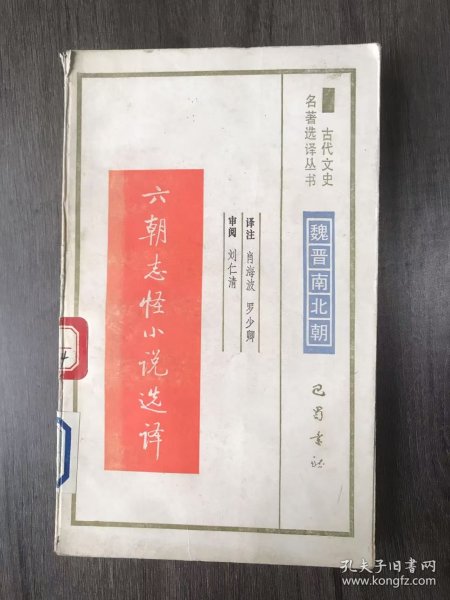 古代文史
名著选译丛书
魏晋南北朝
巴蜀书社
译注 肖海波 罗少卿
审阅 刘仁清
六朝志怪小说选译
4
孔夫子旧书网
www.kongfz.com